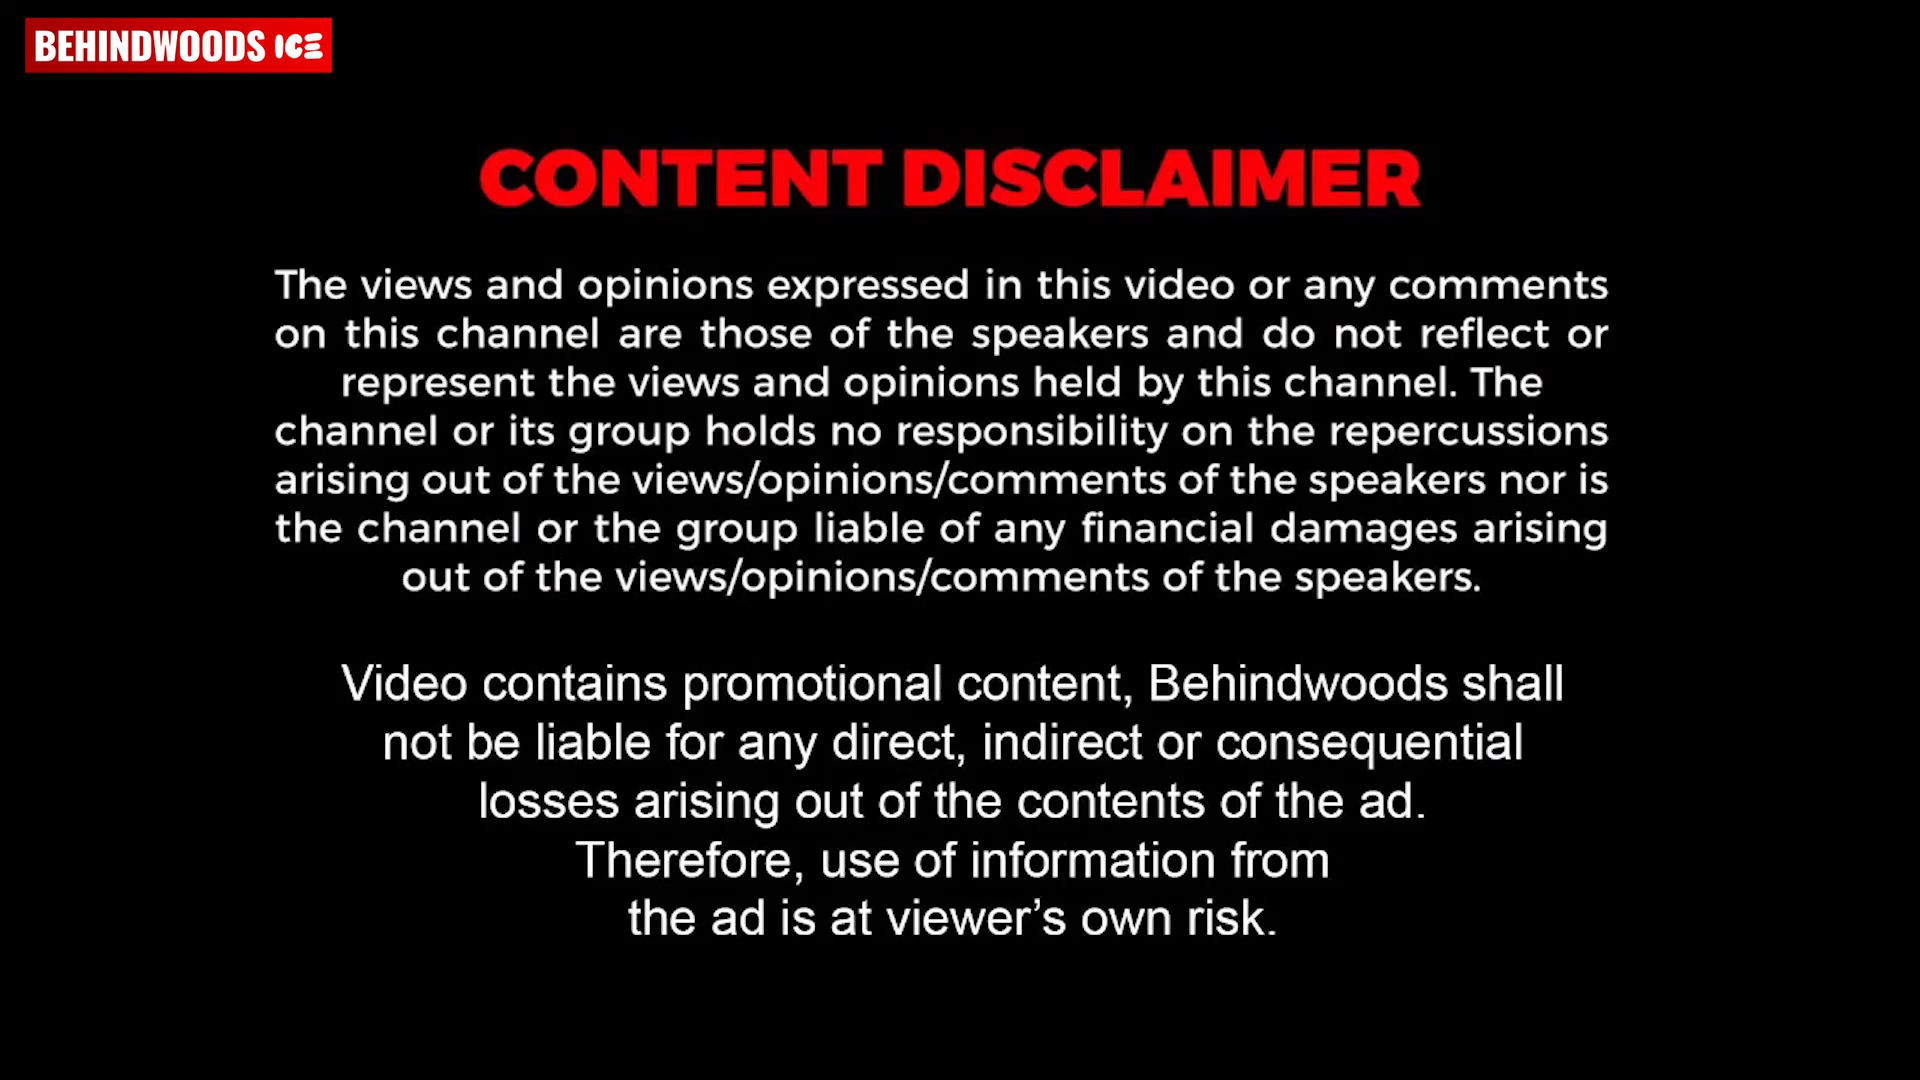 BEHINDWOODS ICE
CONTENT DISCLAIMER
The views and opinions expressed in this video or any comments
on this channel are those of the speakers and do not reflect or
represent the views and opinions held by this channel. The
channel or its group holds no responsibility on the repercussions
arising out of the views/opinions/comments of the speakers nor is
the channel or the group liable of any financial damages arising
out of the views/opinions/comments of the speakers.
Video contains promotional content, Behindwoods shall
not be liable for any direct, indirect or consequential
losses arising out of the contents of the ad.
Therefore, use of information from
the ad is at viewer’s own risk.